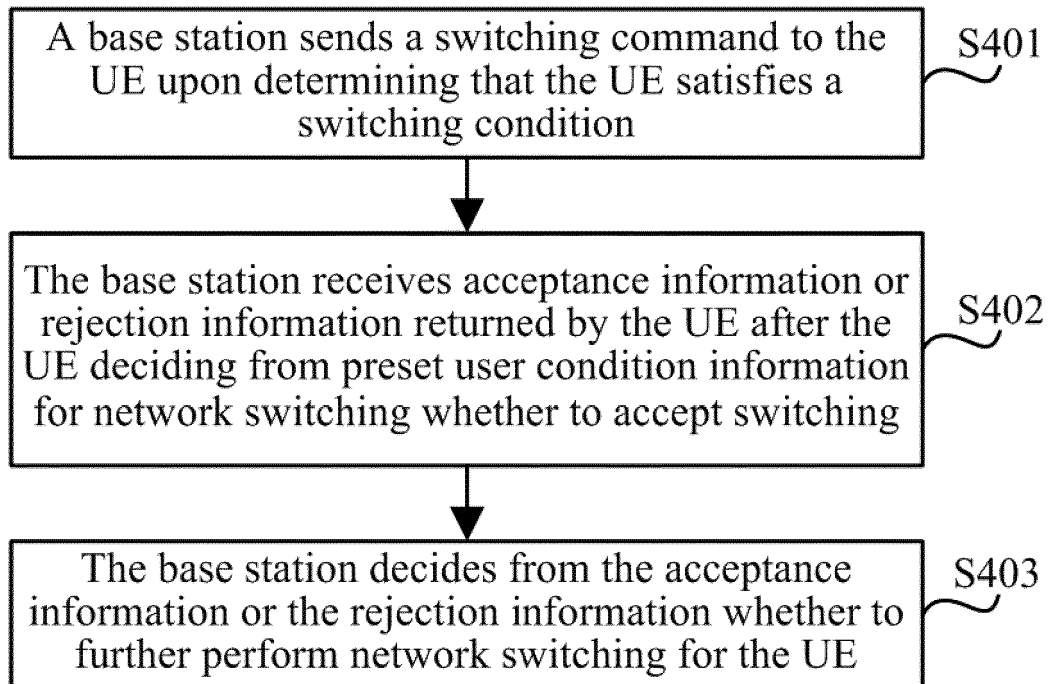 A base station sends a switching command to the
UE upon determining that the UE satisfies a
switching condition
S401
The base station receives acceptance information or
rejection information returned by the UE after the
UE deciding from preset user condition information
for network switching whether to accept switching
S402
The base station decides from the acceptance
information or the rejection information whether to
further perform network switching for the UE
S403